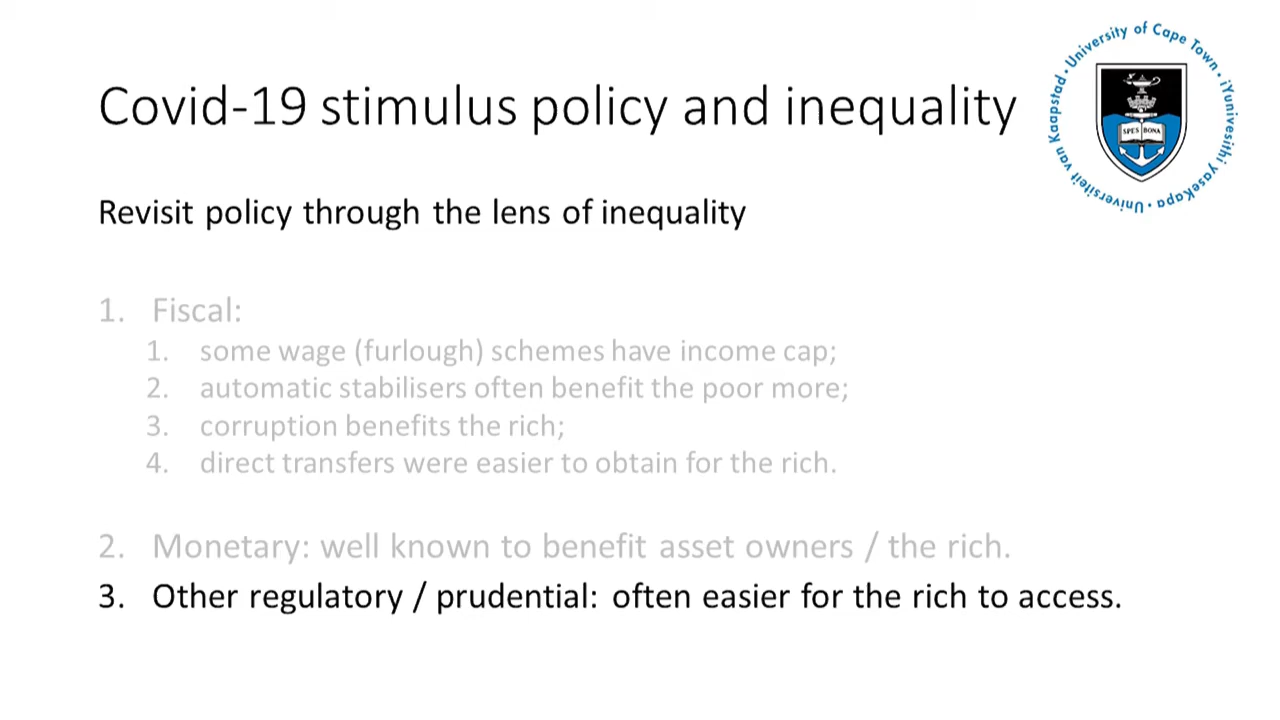 Covid-19 stimulus policy and inequality
University of Cape Town · iYunivesithi yaseKapa · Universiteit van Kaapstad ·
SPES BONA
Revisit policy through the lens of inequality
1. Fiscal:
1. some wage (furlough) schemes have income cap;
2. automatic stabilisers often benefit the poor more;
3. corruption benefits the rich;
4. direct transfers were easier to obtain for the rich.
2. Monetary: well known to benefit asset owners / the rich.
3. Other regulatory / prudential: often easier for the rich to access.